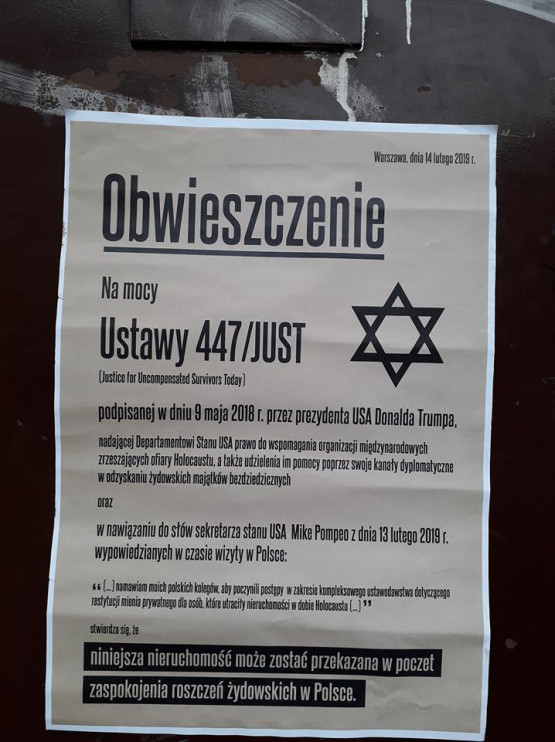 Warszawa, dnia 14 lutego 2019 r.
Obwieszczenie
Na mocy
Ustawy 447/JUST
(Justice for Uncompensated Survivors Today)
podpisanej w dniu 9 maja 2018 r. przez prezydenta USA Donalda Trumpa,
nadającej Departamentowi Stanu USA prawo do wspomagania organizacji międzynarodowych
zrzeszających ofiary Holocaustu, a także udzielenia im pomocy poprzez swoje kanały dyplomatyczne
w odzyskaniu żydowskich majątków bezdziedzicznych
oraz
w nawiązaniu do słów sekretarza stanu USA Mike Pompeo z dnia 13 lutego 2019 r.
wypowiedzianych w czasie wizyty w Polsce:
“ (...) namawiam moich polskich kolegów, aby poczynili postępy w zakresie kompleksowego ustawodawstwa dotyczącego
restytucji mienia prywatnego dla osób, które utraciły nieruchomości w dobie Holocaustu (...) ”
stwierdza się, że
niniejsza nieruchomość może zostać przekazana w poczet
zaspokojenia roszczeń żydowskich w Polsce.